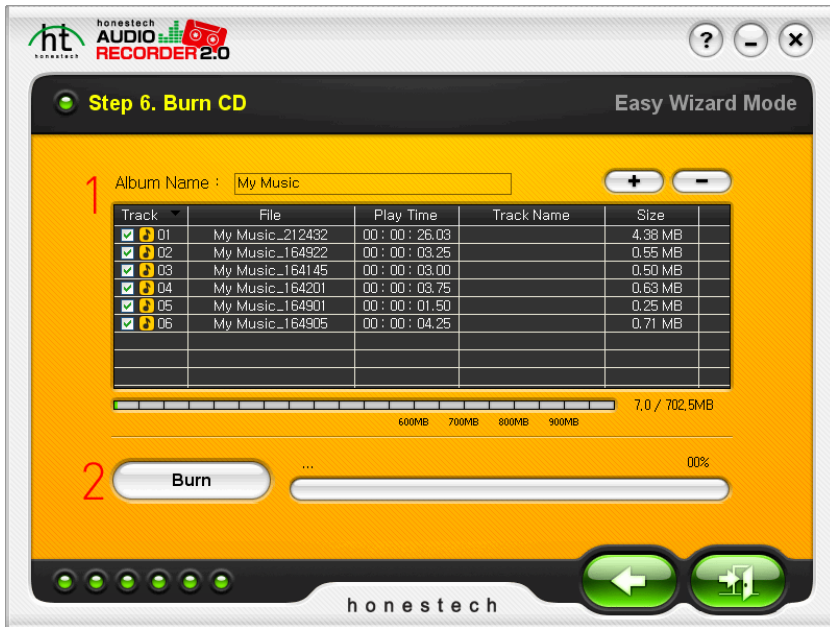 honestech
AUDIO
RECORDER 2.0
ht
honestech
?
Step 6. Burn CD
Easy Wizard Mode
1
Album Name : My Music
+ -
Track File Play Time Track Name Size
01 My Music_212432 00 : 00 : 26.03 4.38 MB
02 My Music_164922 00 : 00 : 03.25 0.55 MB
03 My Music_164145 00 : 00 : 03.00 0.50 MB
04 My Music_164201 00 : 00 : 03.75 0.63 MB
05 My Music_164901 00 : 00 : 01.50 0.25 MB
06 My Music_164905 00 : 00 : 04.25 0.71 MB
7.0 / 702.5MB
600MB 700MB 800MB 900MB
2
Burn
...
00%
honestech